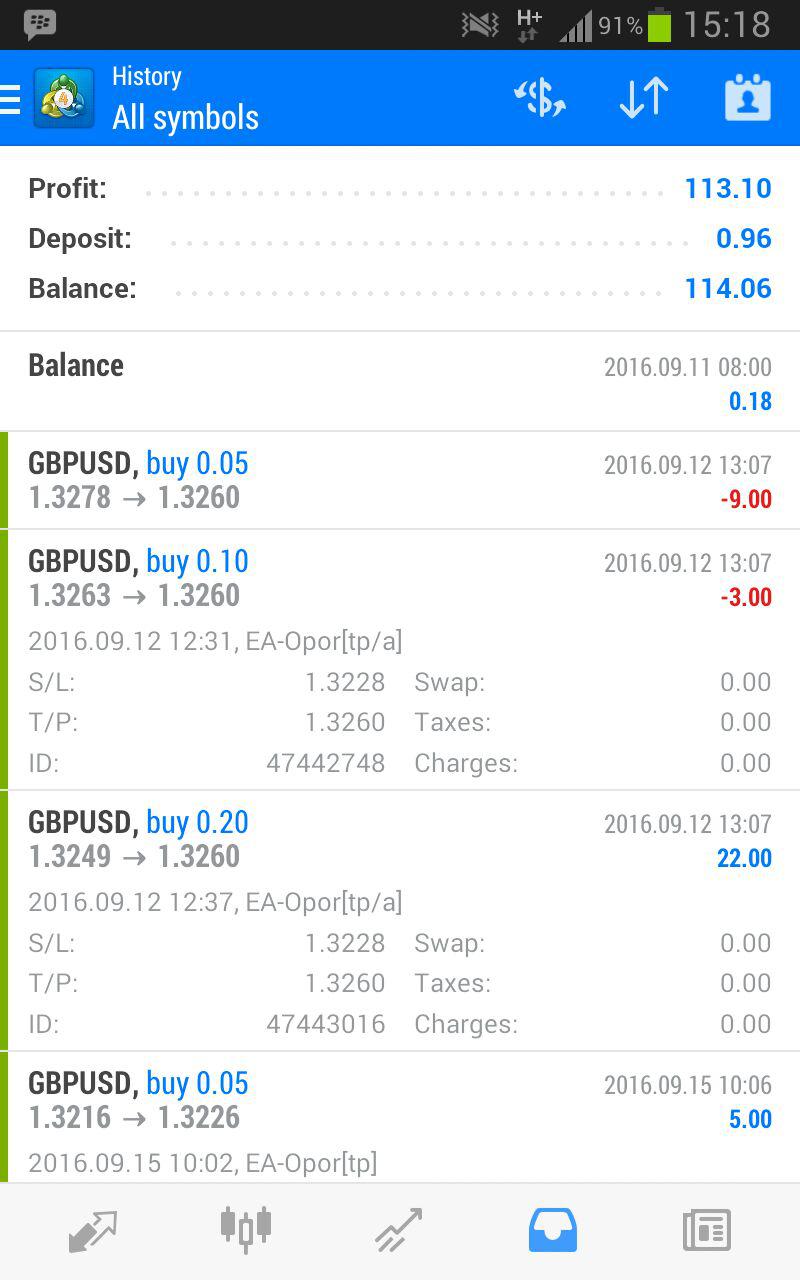 H+ 91% 15:18
History
All symbols
Profit: 113.10
Deposit: 0.96
Balance: 114.06
Balance 2016.09.11 08:00
0.18
GBPUSD, buy 0.05 2016.09.12 13:07
1.3278 → 1.3260 -9.00
GBPUSD, buy 0.10 2016.09.12 13:07
1.3263 → 1.3260 -3.00
2016.09.12 12:31, EA-Opor[tp/a]
S/L: 1.3228 Swap: 0.00
T/P: 1.3260 Taxes: 0.00
ID: 47442748 Charges: 0.00
GBPUSD, buy 0.20 2016.09.12 13:07
1.3249 → 1.3260 22.00
2016.09.12 12:37, EA-Opor[tp/a]
S/L: 1.3228 Swap: 0.00
T/P: 1.3260 Taxes: 0.00
ID: 47443016 Charges: 0.00
GBPUSD, buy 0.05 2016.09.15 10:06
1.3216 → 1.3226 5.00
2016.09.15 10:02, EA-Opor[tp]